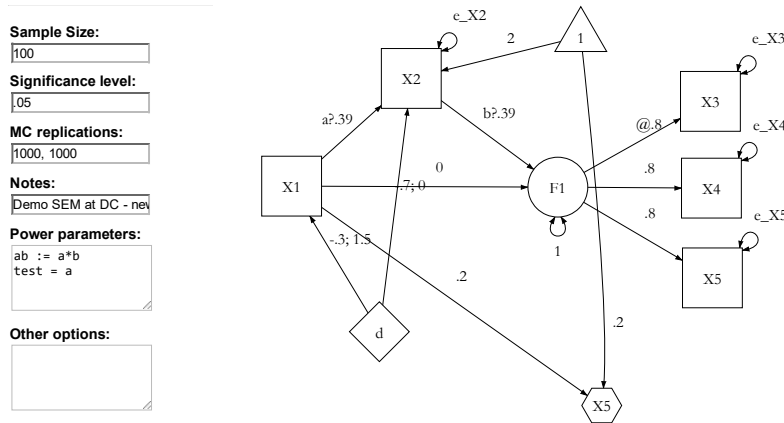 Sample Size:
100
Significance level:
.05
MC replications:
1000, 1000
Notes:
Demo SEM at DC - new
Power parameters:
ab := a*b
test = a
Other options:
e_X2
1
2
X2
e_X3
X3
a?.39
b?.39
@.8
e_X4
X1
0
.7; 0
F1
.8
X4
1
.8
e_X5
X5
-.3; 1.5
.2
d
.2
X5